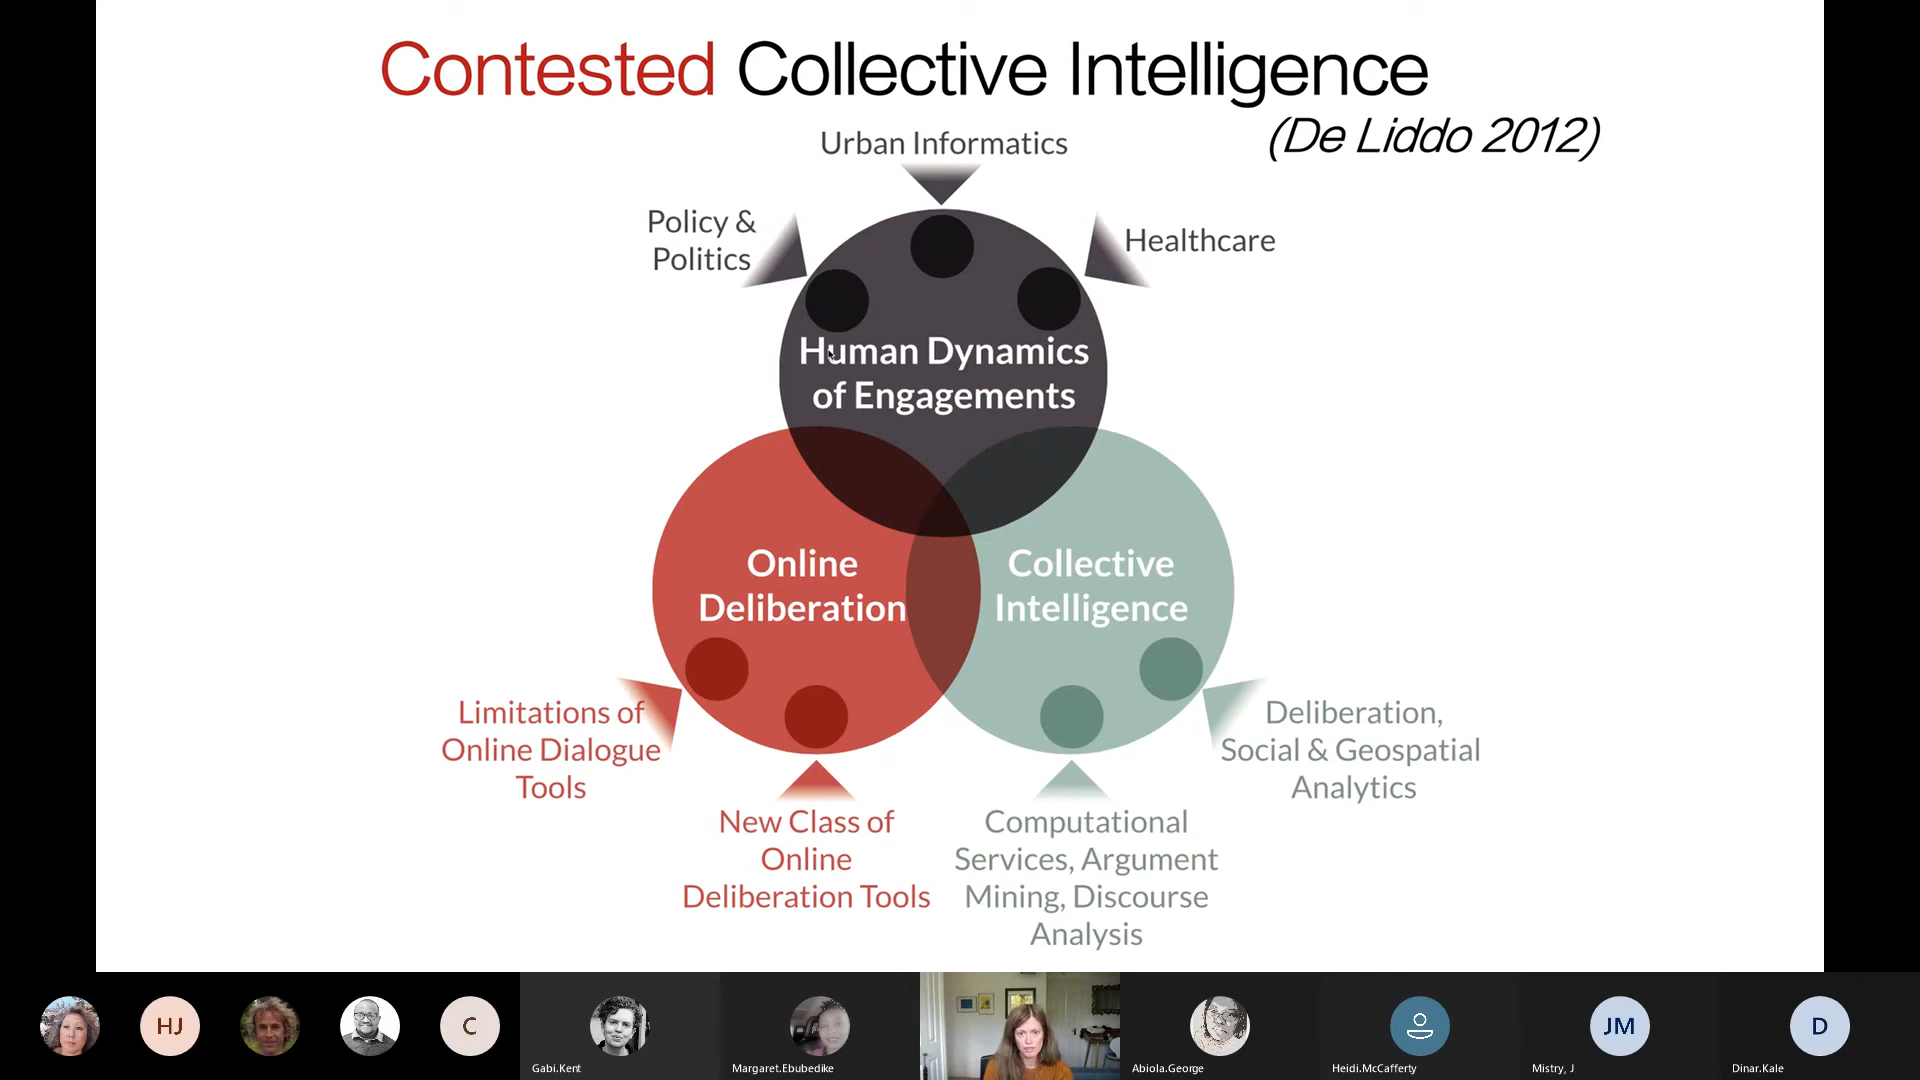 Contested Collective Intelligence
(De Liddo 2012)
Urban Informatics
Policy &
Politics
Healthcare
Human Dynamics
of Engagements
Online
Deliberation
Collective
Intelligence
Limitations of
Online Dialogue
Tools
New Class of
Online
Deliberation Tools
Computational
Services, Argument
Mining, Discourse
Analysis
Deliberation,
Social & Geospatial
Analytics
HJ
C
Gabi.Kent
Margaret.Ebubedike
Abiola.George
Heidi.McCafferty
JM
Mistry, J
D
Dinar.Kale